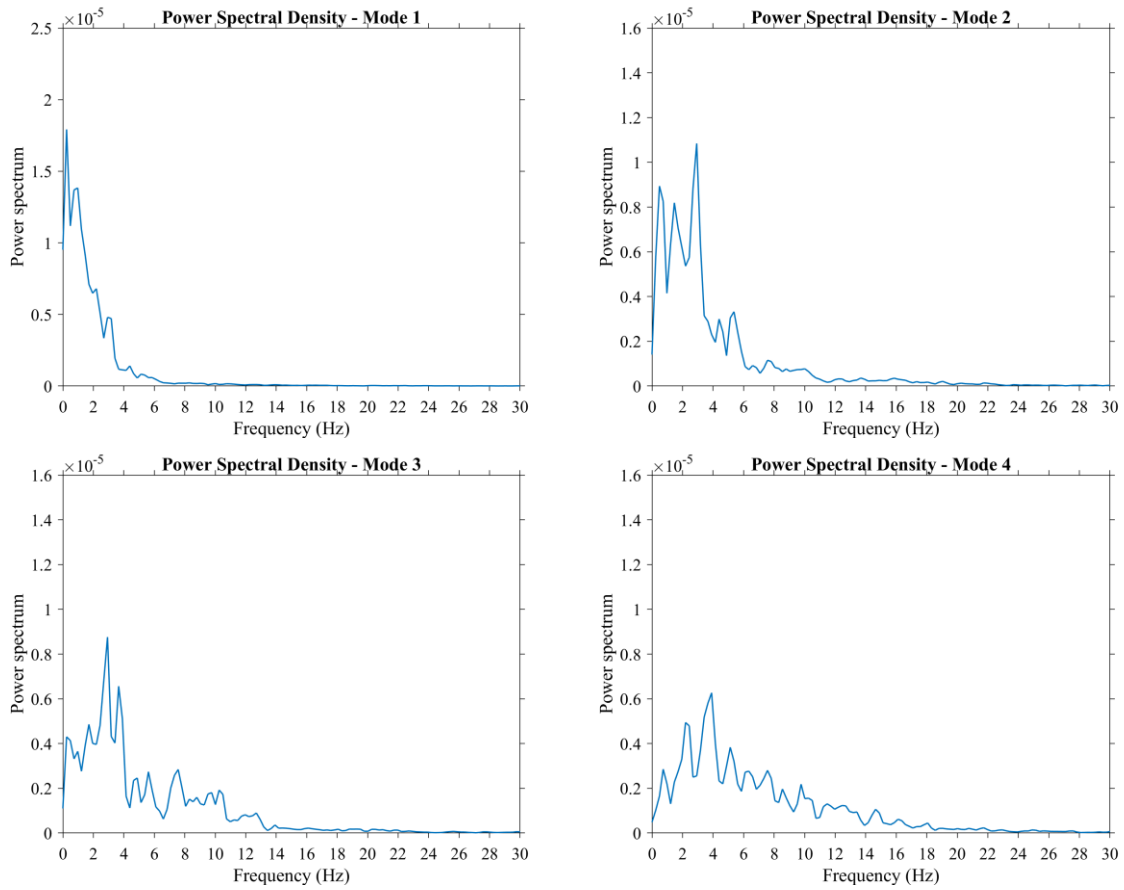 Power Spectral Density - Mode 1
×10-5
2.5
2
1.5
1
0.5
0
Power spectrum
0 2 4 6 8 10 12 14 16 18 20 22 24 26 28 30
Frequency (Hz)
Power Spectral Density - Mode 2
×10-5
1.6
1.4
1.2
1
0.8
0.6
0.4
0.2
0
Power spectrum
0 2 4 6 8 10 12 14 16 18 20 22 24 26 28 30
Frequency (Hz)
Power Spectral Density - Mode 3
×10-5
1.6
1.4
1.2
1
0.8
0.6
0.4
0.2
0
Power spectrum
0 2 4 6 8 10 12 14 16 18 20 22 24 26 28 30
Frequency (Hz)
Power Spectral Density - Mode 4
×10-5
1.6
1.4
1.2
1
0.8
0.6
0.4
0.2
0
Power spectrum
0 2 4 6 8 10 12 14 16 18 20 22 24 26 28 30
Frequency (Hz)